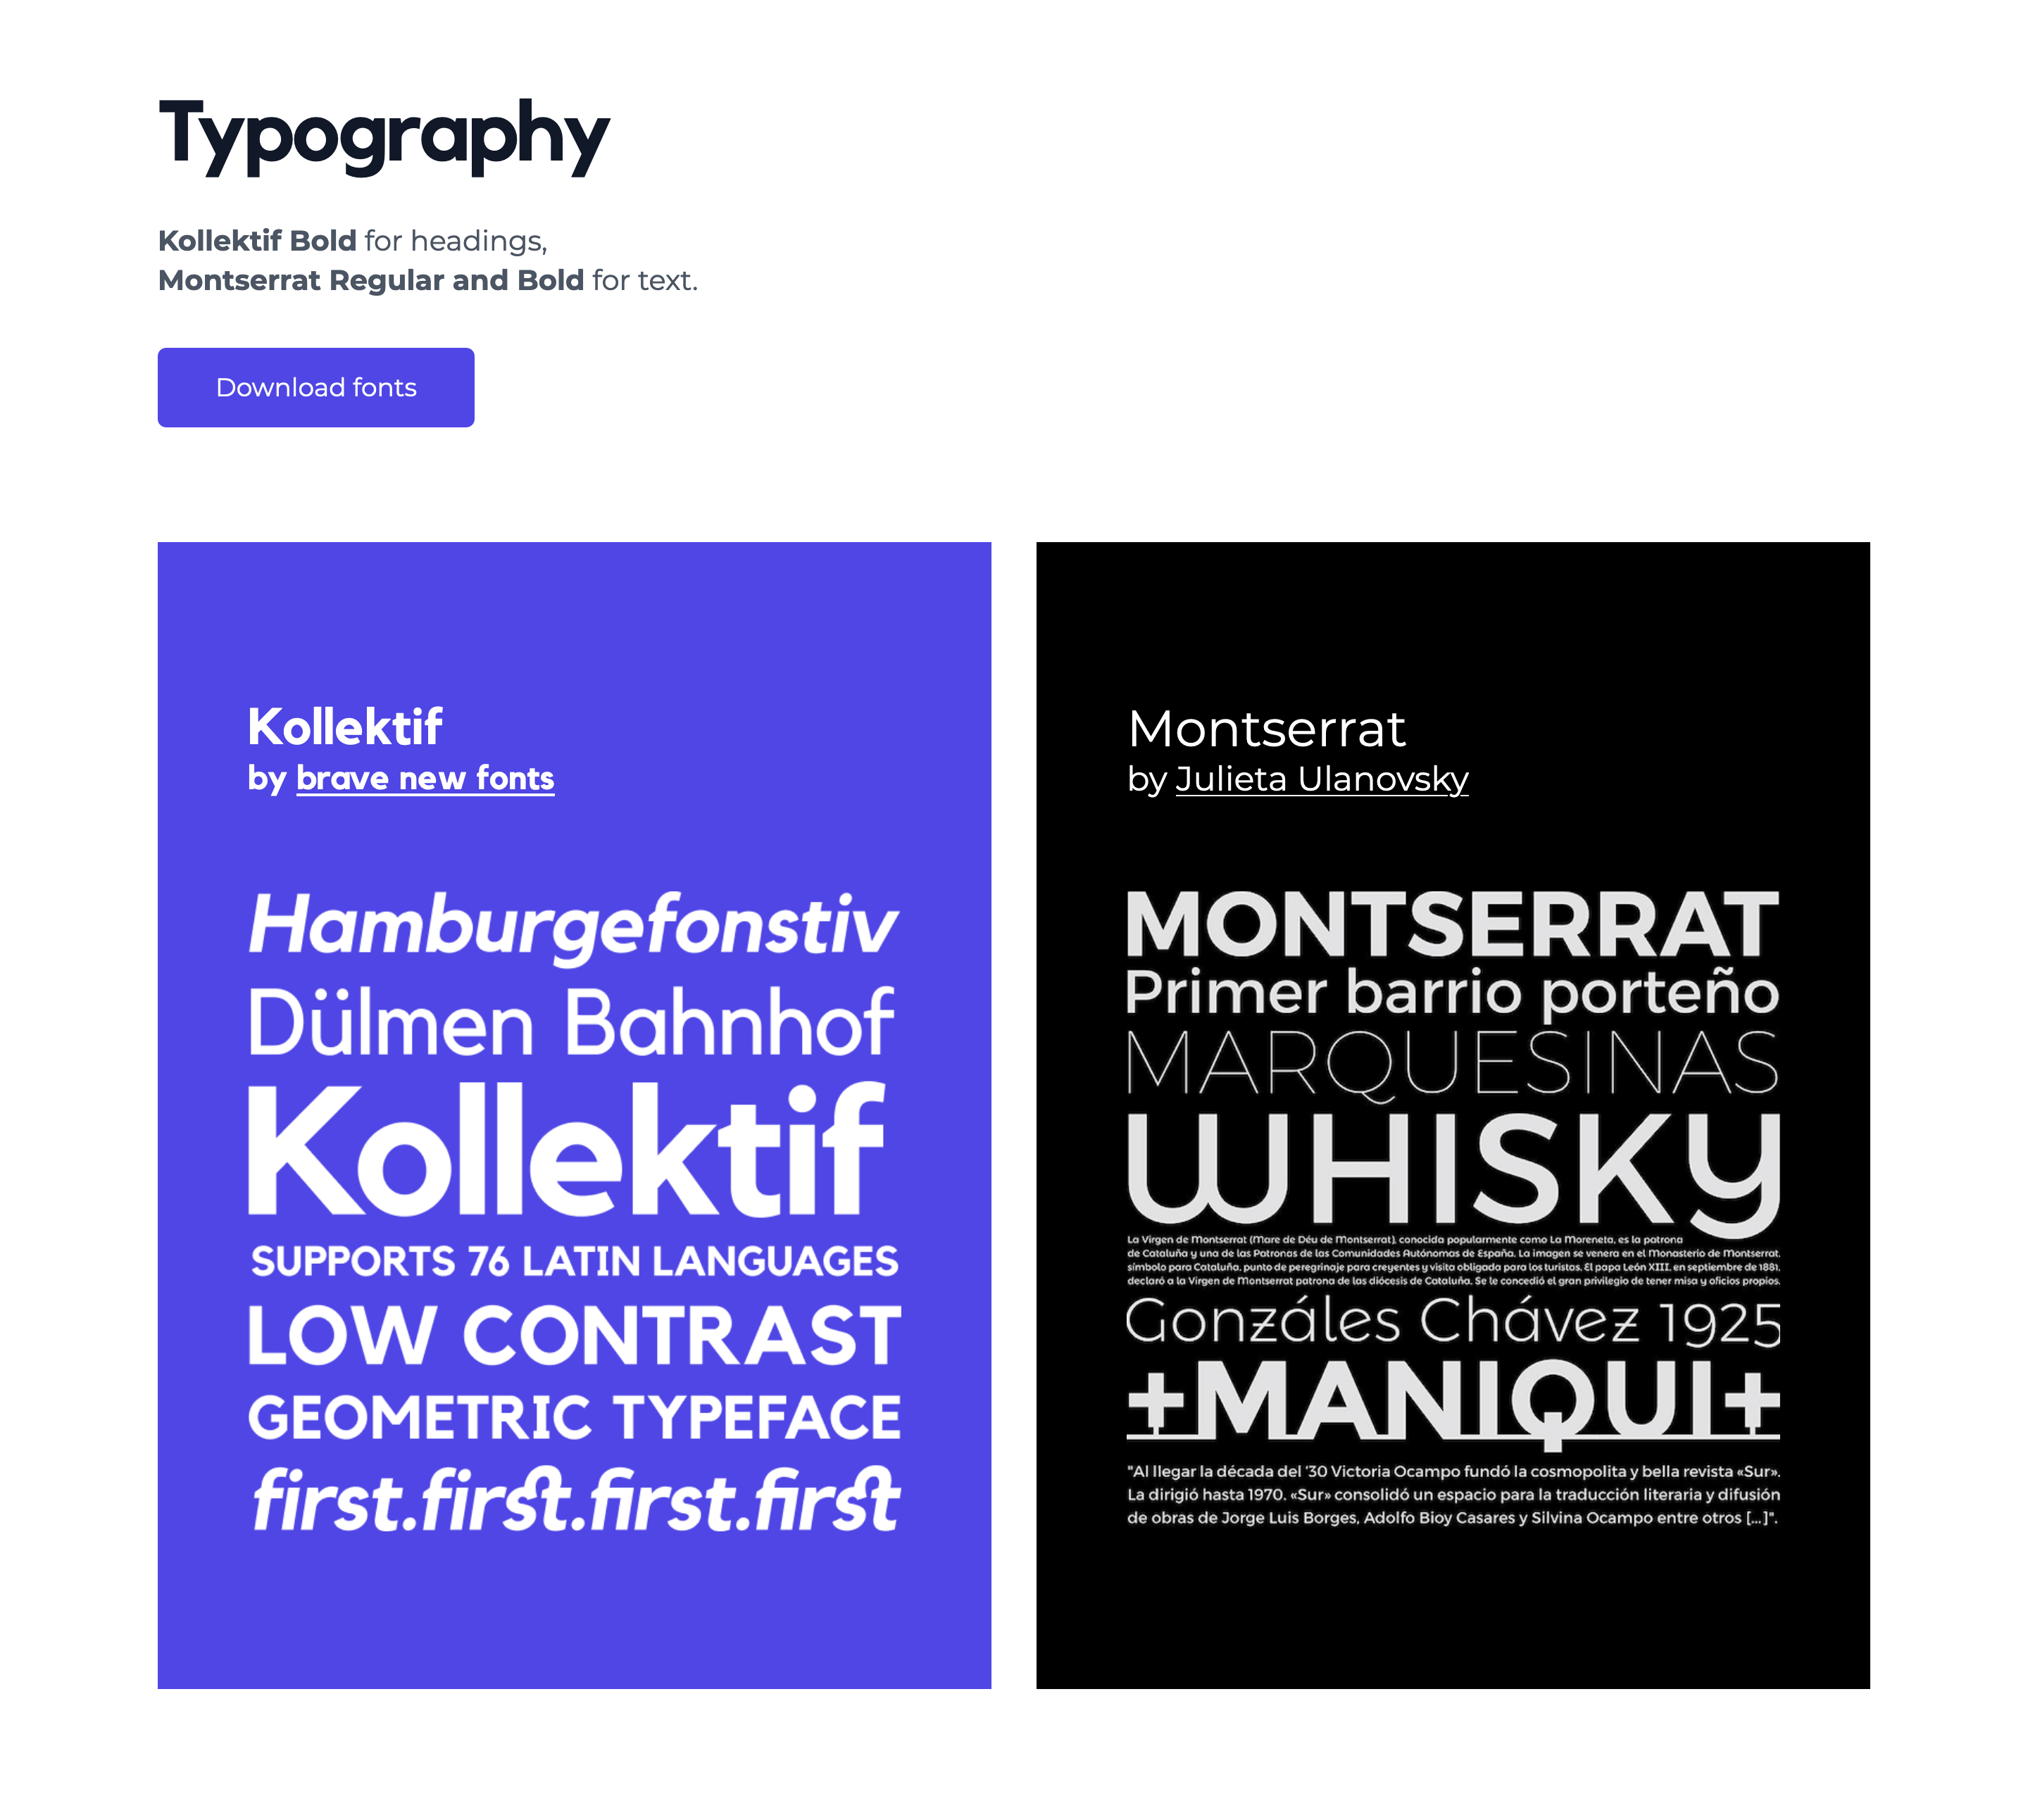 Typography
Kollektif Bold for headings,
Montserrat Regular and Bold for text.
Download fonts
Kollektif
by brave new fonts
Hamburgefonstiv
Dülmen Bahnhof
Kollektif
SUPPORTS 76 LATIN LANGUAGES
LOW CONTRAST
GEOMETRIC TYPEFACE
first.first.first.first
Montserrat
by Julieta Ulanovsky
MONTSERRAT
Primer barrio porteño
MARQUESINAS
WHISKY
La Virgen de Montserrat (Mare de Déu de Montserrat), conocida popularmente como La Moreneta, es la patrona
de Cataluña y una de las Patronas de las Comunidades Autónomas de España. La imagen se venera en el Monasterio de Montserrat,
símbolo para Cataluña, punto de peregrinaje para creyentes y visita obligada para los turistas. El papa León XIII, en septiembre de 1881,
declaró a la Virgen de Montserrat patrona de las diócesis de Cataluña. Se le concedió el gran privilegio de tener misa y oficios propios.
Gonzáles Chávez 1925
+MANIQUI+
"Al llegar la década del '30 Victoria Ocampo fundó la cosmopolita y bella revista «Sur».
La dirigió hasta 1970. «Sur» consolidó un espacio para la traducción literaria y difusión
de obras de Jorge Luis Borges, Adolfo Bioy Casares y Silvina Ocampo entre otros [...]".